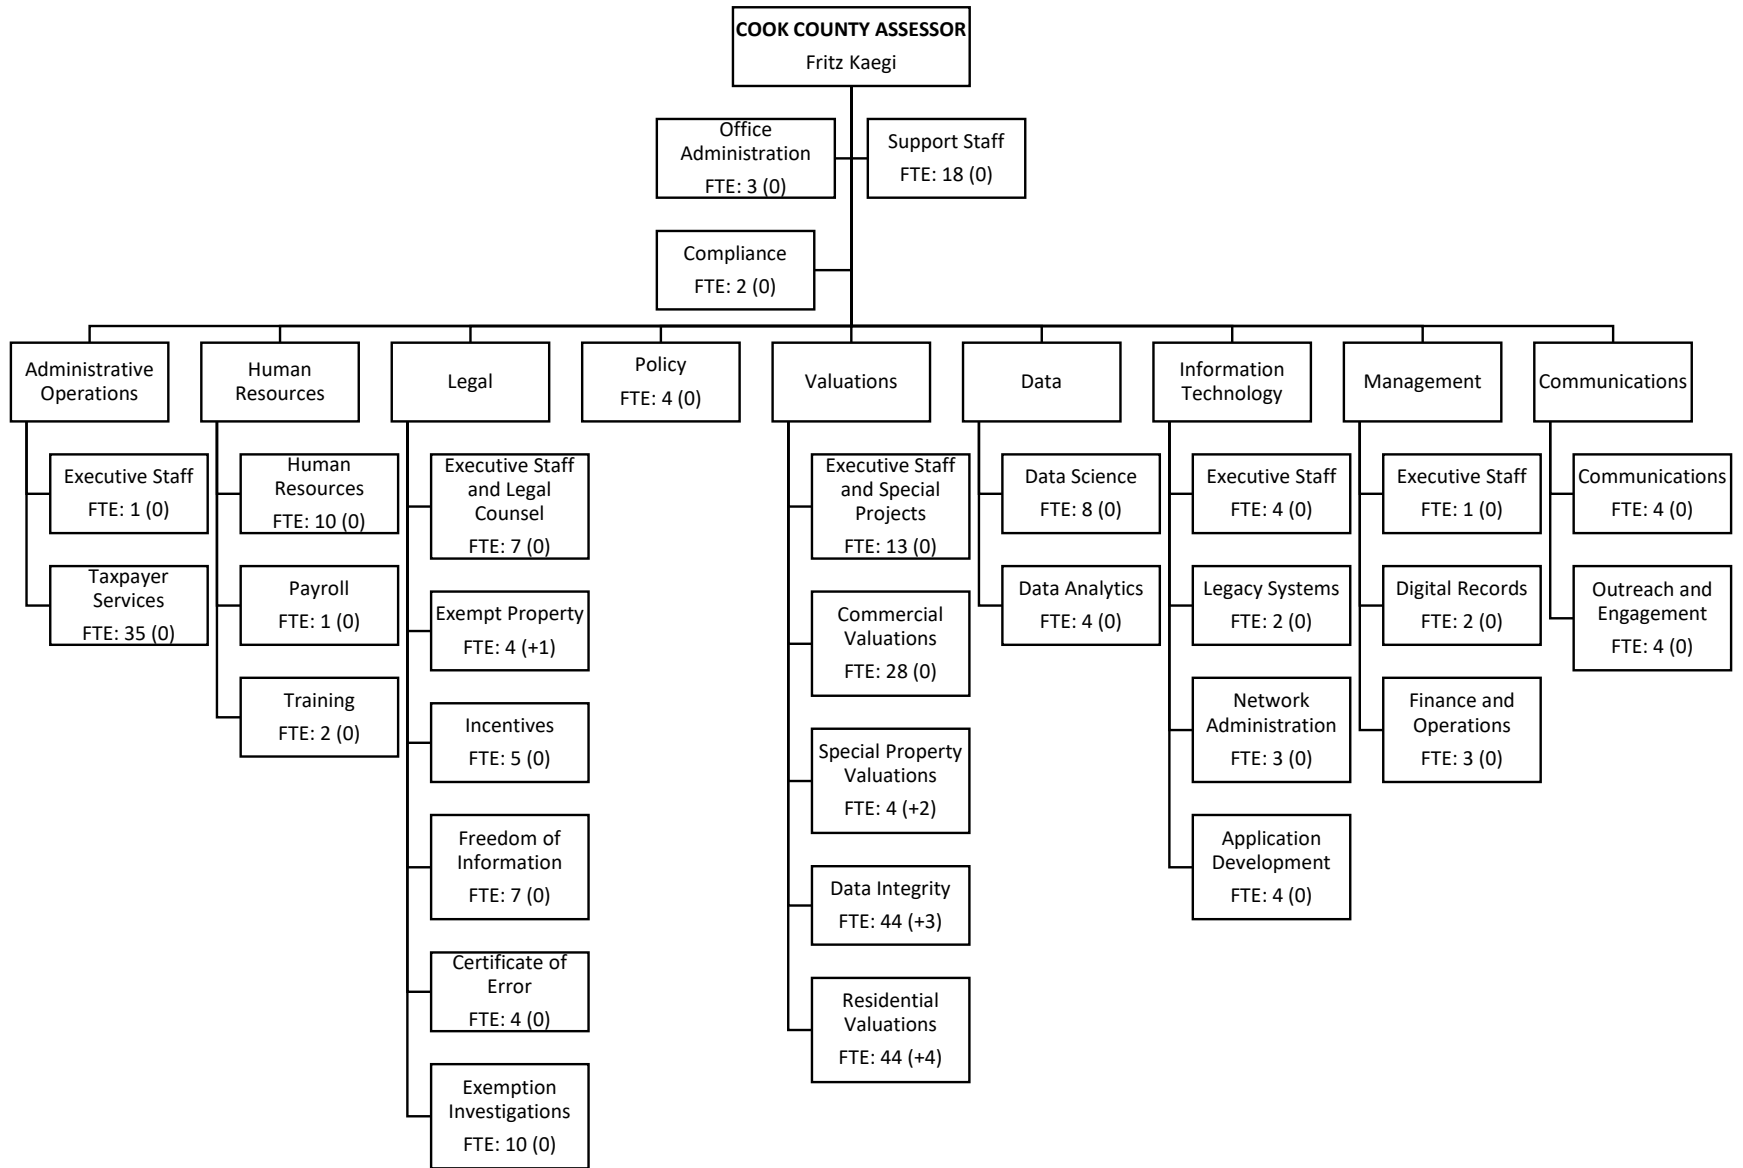 COOK COUNTY ASSESSOR
Fritz Kaegi
Office
Administration
FTE: 3 (0)
Support Staff
FTE: 18 (0)
Compliance
FTE: 2 (0)
Administrative
Operations
Executive Staff
FTE: 1 (0)
Taxpayer
Services
FTE: 35 (0)
Human
Resources
Human
Resources
FTE: 10 (0)
Payroll
FTE: 1 (0)
Training
FTE: 2 (0)
Legal
Executive Staff
and Legal
Counsel
FTE: 7 (0)
Exempt Property
FTE: 4 (+1)
Incentives
FTE: 5 (0)
Freedom of
Information
FTE: 7 (0)
Certificate of
Error
FTE: 4 (0)
Exemption
Investigations
FTE: 10 (0)
Policy
FTE: 4 (0)
Valuations
Executive Staff
and Special
Projects
FTE: 13 (0)
Commercial
Valuations
FTE: 28 (0)
Special Property
Valuations
FTE: 4 (+2)
Data Integrity
FTE: 44 (+3)
Residential
Valuations
FTE: 44 (+4)
Data
Data Science
FTE: 8 (0)
Data Analytics
FTE: 4 (0)
Information
Technology
Executive Staff
FTE: 4 (0)
Legacy Systems
FTE: 2 (0)
Network
Administration
FTE: 3 (0)
Application
Development
FTE: 4 (0)
Management
Executive Staff
FTE: 1 (0)
Digital Records
FTE: 2 (0)
Finance and
Operations
FTE: 3 (0)
Communications
Communications
FTE: 4 (0)
Outreach and
Engagement
FTE: 4 (0)